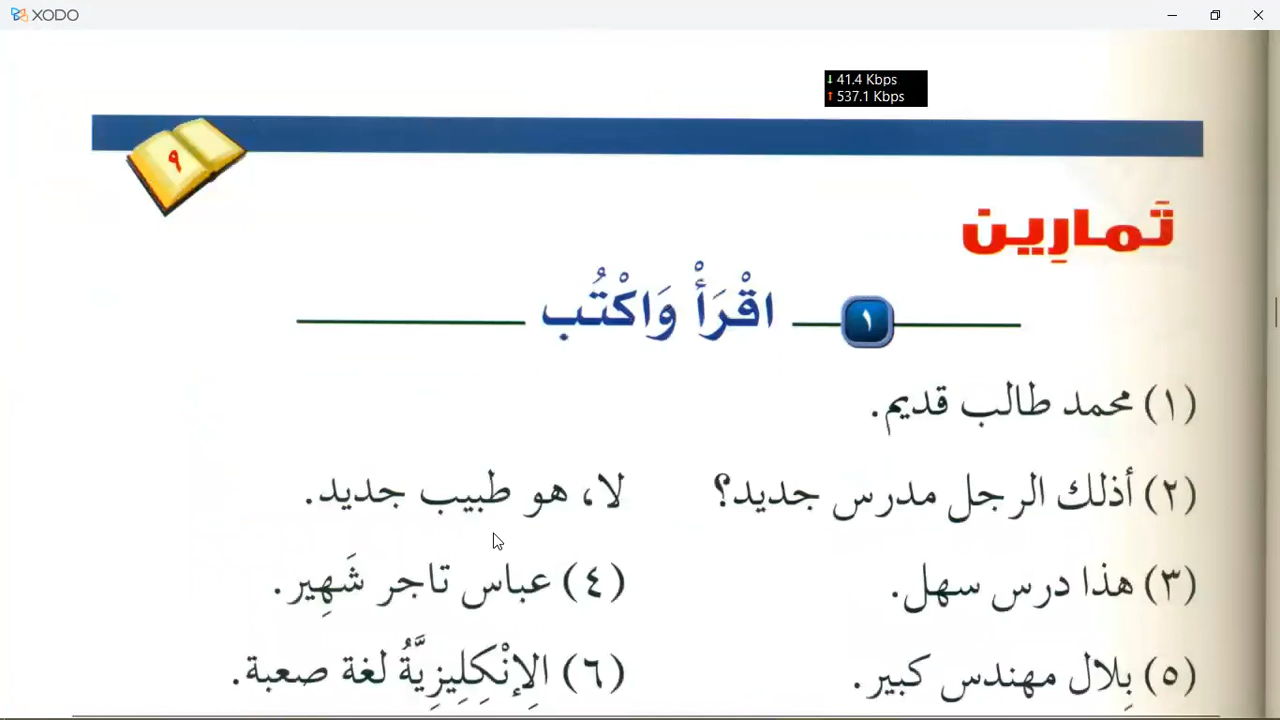 XODO
↓ 41.4 Kbps
↑ 537.1 Kbps
٩
تَمارِين
١ اقْرَأْ وَاكْتُبْ
(١) محمد طالب قديم.
(٢) أذلك الرجل مدرس جديد؟ لا، هو طبيب جديد.
(٣) هذا درس سهل. (٤) عباس تاجر شَهِير.
(٥) بِلال مهندس كبير. (٦) الِإنْكِلِيزِيَّةُ لغة صعبة.